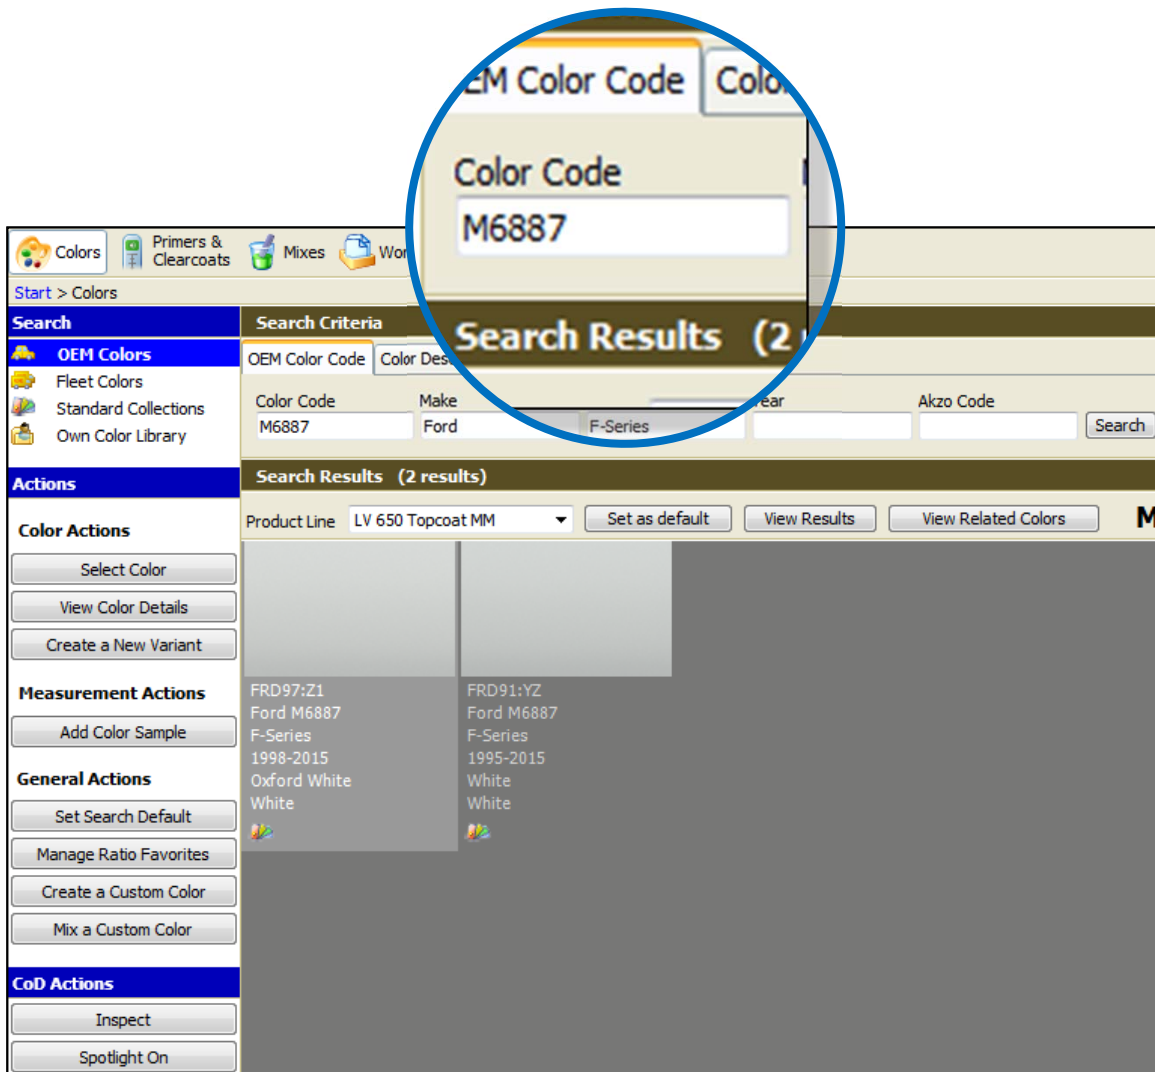 EM Color Code
Color
Color Code
M6887
Search Results (2
Colors
Primers &
Clearcoats
Mixes
Start > Colors
Search
OEM Colors
Fleet Colors
Standard Collections
Own Color Library
Actions
Color Actions
Select Color
View Color Details
Create a New Variant
Measurement Actions
Add Color Sample
General Actions
Set Search Default
Manage Ratio Favorites
Create a Custom Color
Mix a Custom Color
CoD Actions
Inspect
Spotlight On
Search Criteria
OEM Color Code
Color Des
Color Code
Make
ear
Akzo Code
M6887
Ford
F-Series
Search
Search Results (2 results)
Product Line
LV 650 Topcoat MM
Set as default
View Results
View Related Colors
M
FRD97:Z1
Ford M6887
F-Series
1998-2015
Oxford White
White
FRD91:YZ
Ford M6887
F-Series
1995-2015
White
White